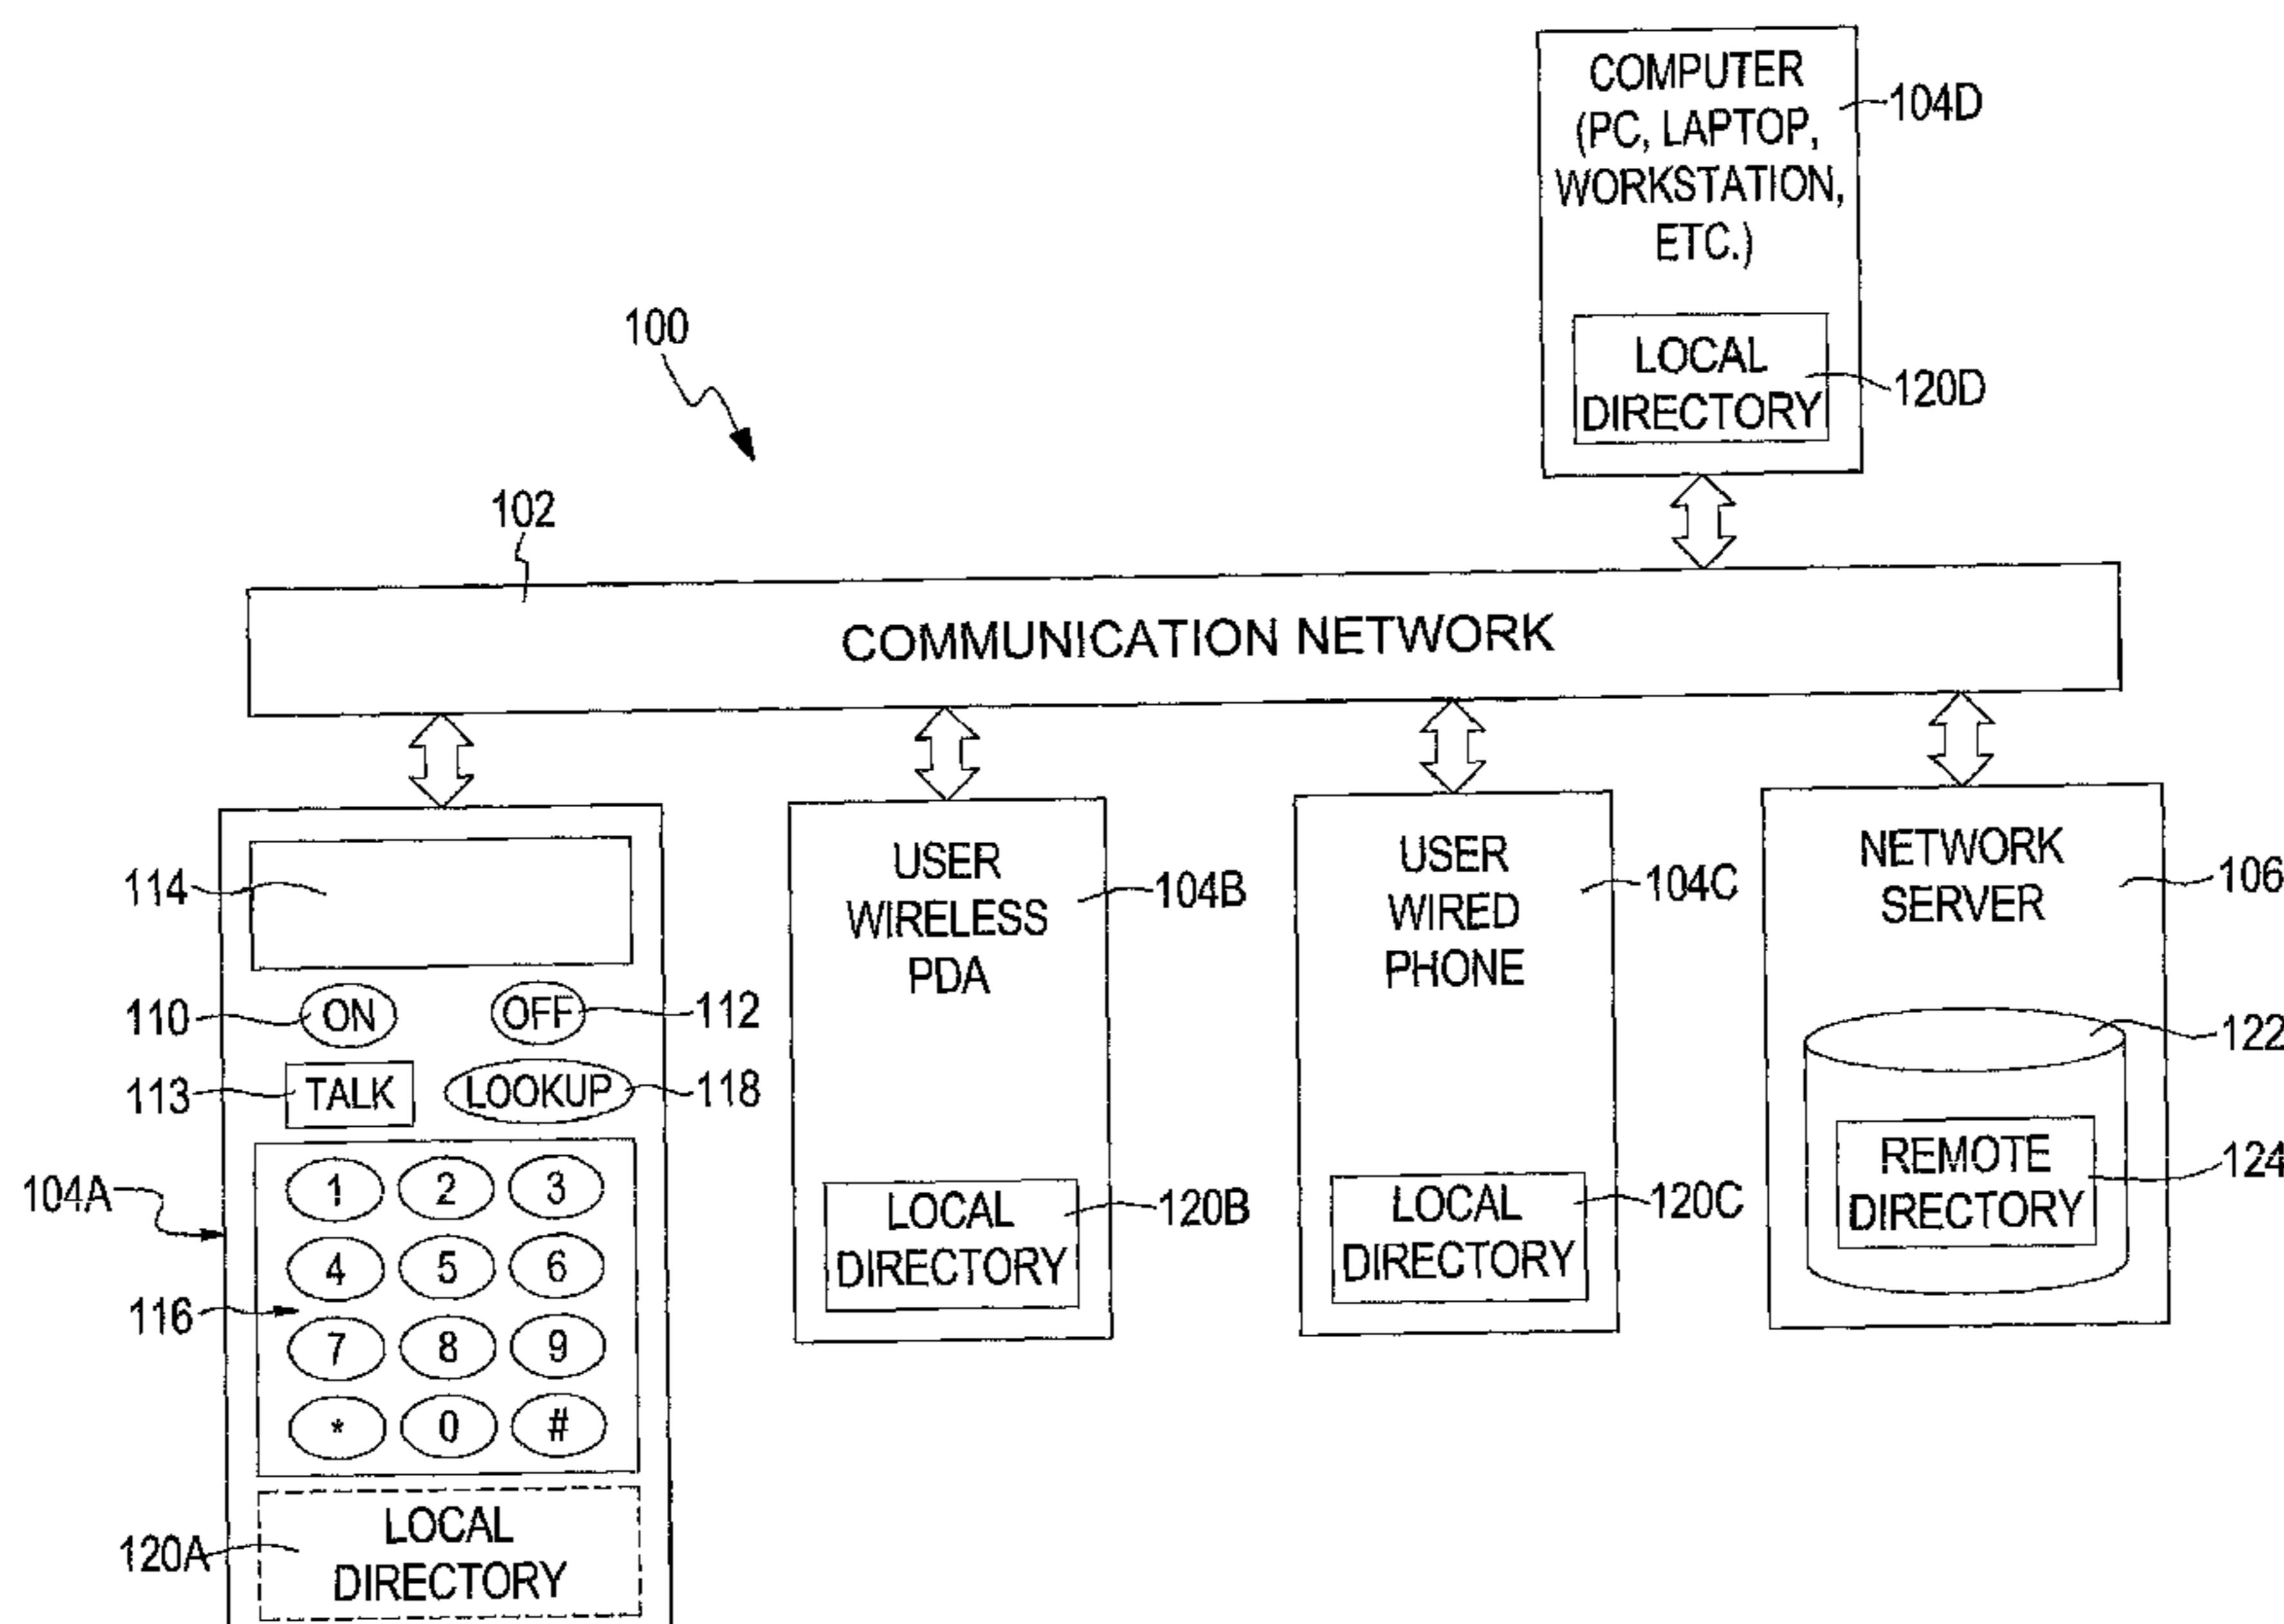 COMPUTER
(PC, LAPTOP,
WORKSTATION,
ETC.)
104D
LOCAL
DIRECTORY
120D
100
102
COMMUNICATION NETWORK
114
110
ON
OFF
112
113
TALK
LOOKUP
118
104A
1 2 3
4 5 6
116
7 8 9
* 0 #
120A
LOCAL
DIRECTORY
USER
WIRELESS
PDA
104B
LOCAL
DIRECTORY
120B
USER
WIRED
PHONE
104C
LOCAL
DIRECTORY
120C
NETWORK
SERVER
106
122
REMOTE
DIRECTORY
124